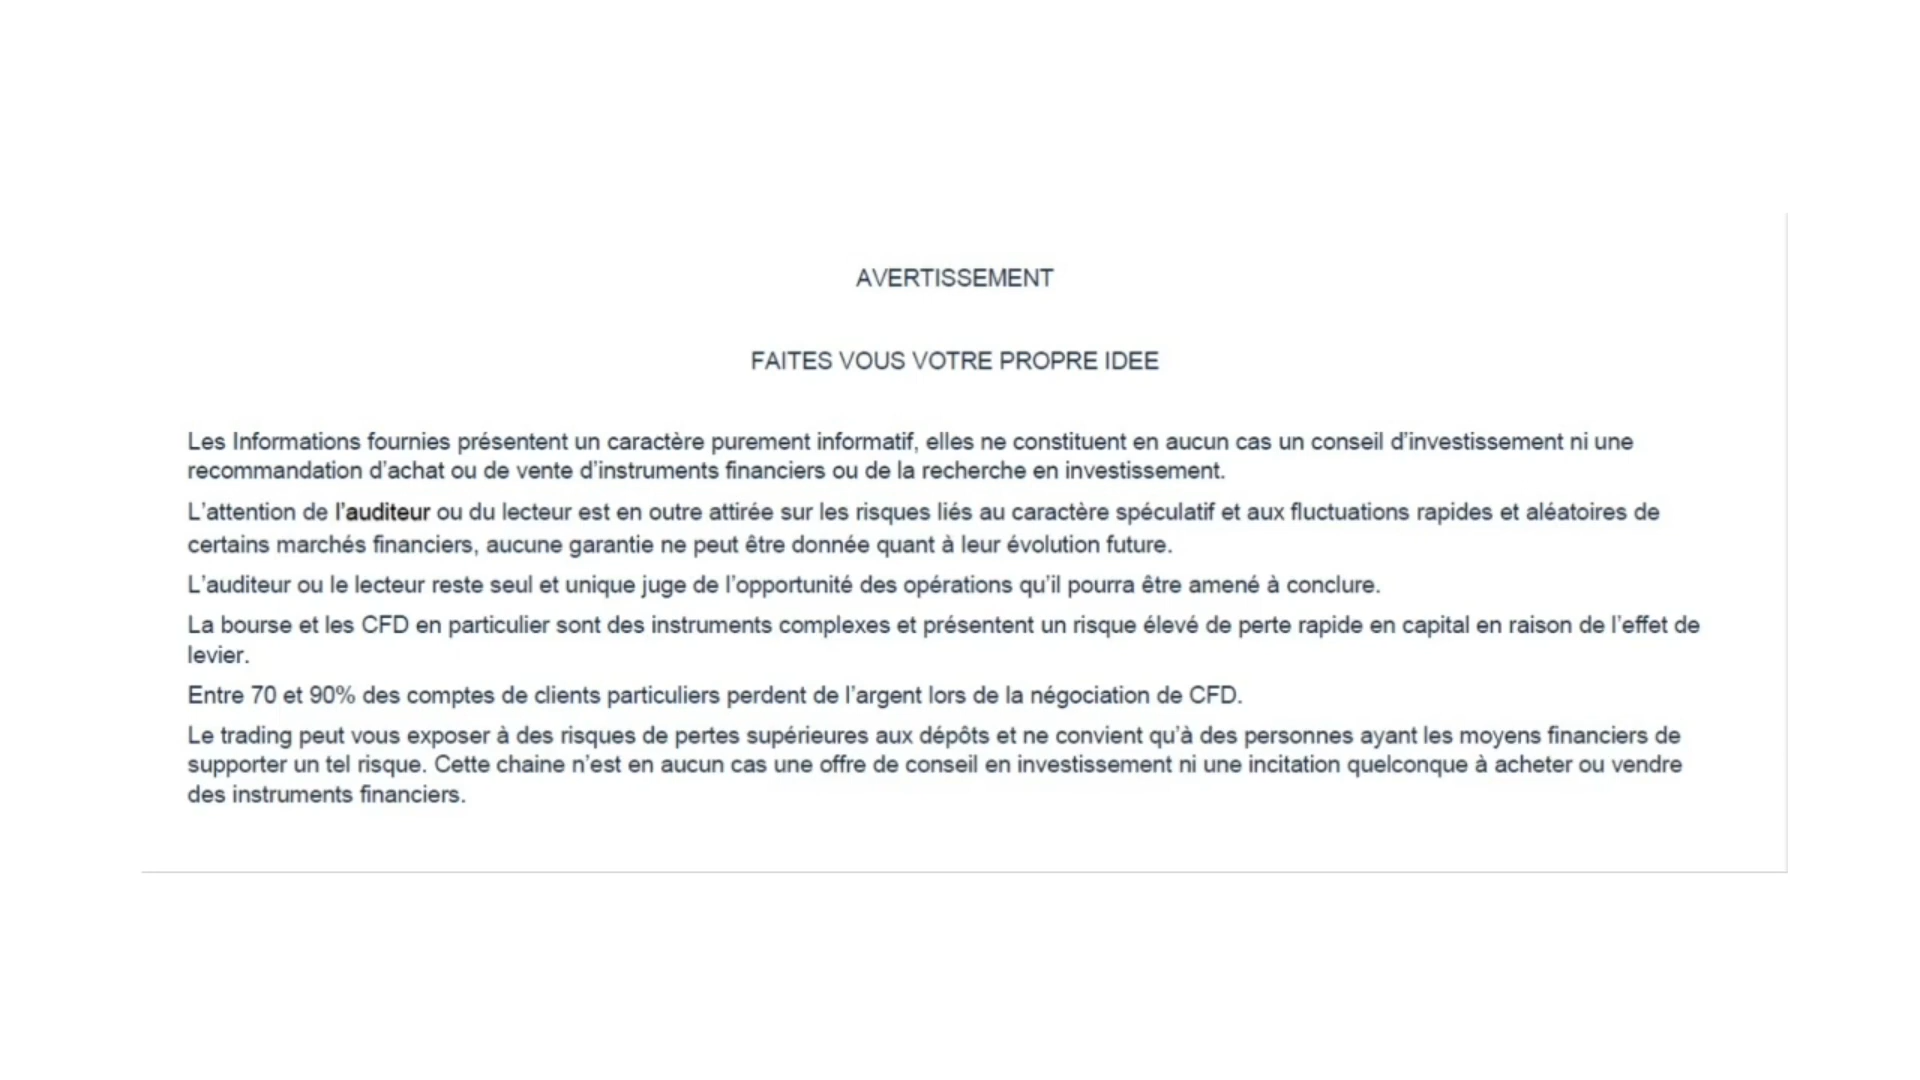 AVERTISSEMENT
FAITES VOUS VOTRE PROPRE IDEE
Les Informations fournies présentent un caractère purement informatif, elles ne constituent en aucun cas un conseil d’investissement ni une
recommandation d’achat ou de vente d’instruments financiers ou de la recherche en investissement.
L’attention de l’auditeur ou du lecteur est en outre attirée sur les risques liés au caractère spéculatif et aux fluctuations rapides et aléatoires de
certains marchés financiers, aucune garantie ne peut être donnée quant à leur évolution future.
L’auditeur ou le lecteur reste seul et unique juge de l’opportunité des opérations qu’il pourra être amené à conclure.
La bourse et les CFD en particulier sont des instruments complexes et présentent un risque élevé de perte rapide en capital en raison de l’effet de
levier.
Entre 70 et 90% des comptes de clients particuliers perdent de l’argent lors de la négociation de CFD.
Le trading peut vous exposer à des risques de pertes supérieures aux dépôts et ne convient qu’à des personnes ayant les moyens financiers de
supporter un tel risque. Cette chaine n’est en aucun cas une offre de conseil en investissement ni une incitation quelconque à acheter ou vendre
des instruments financiers.